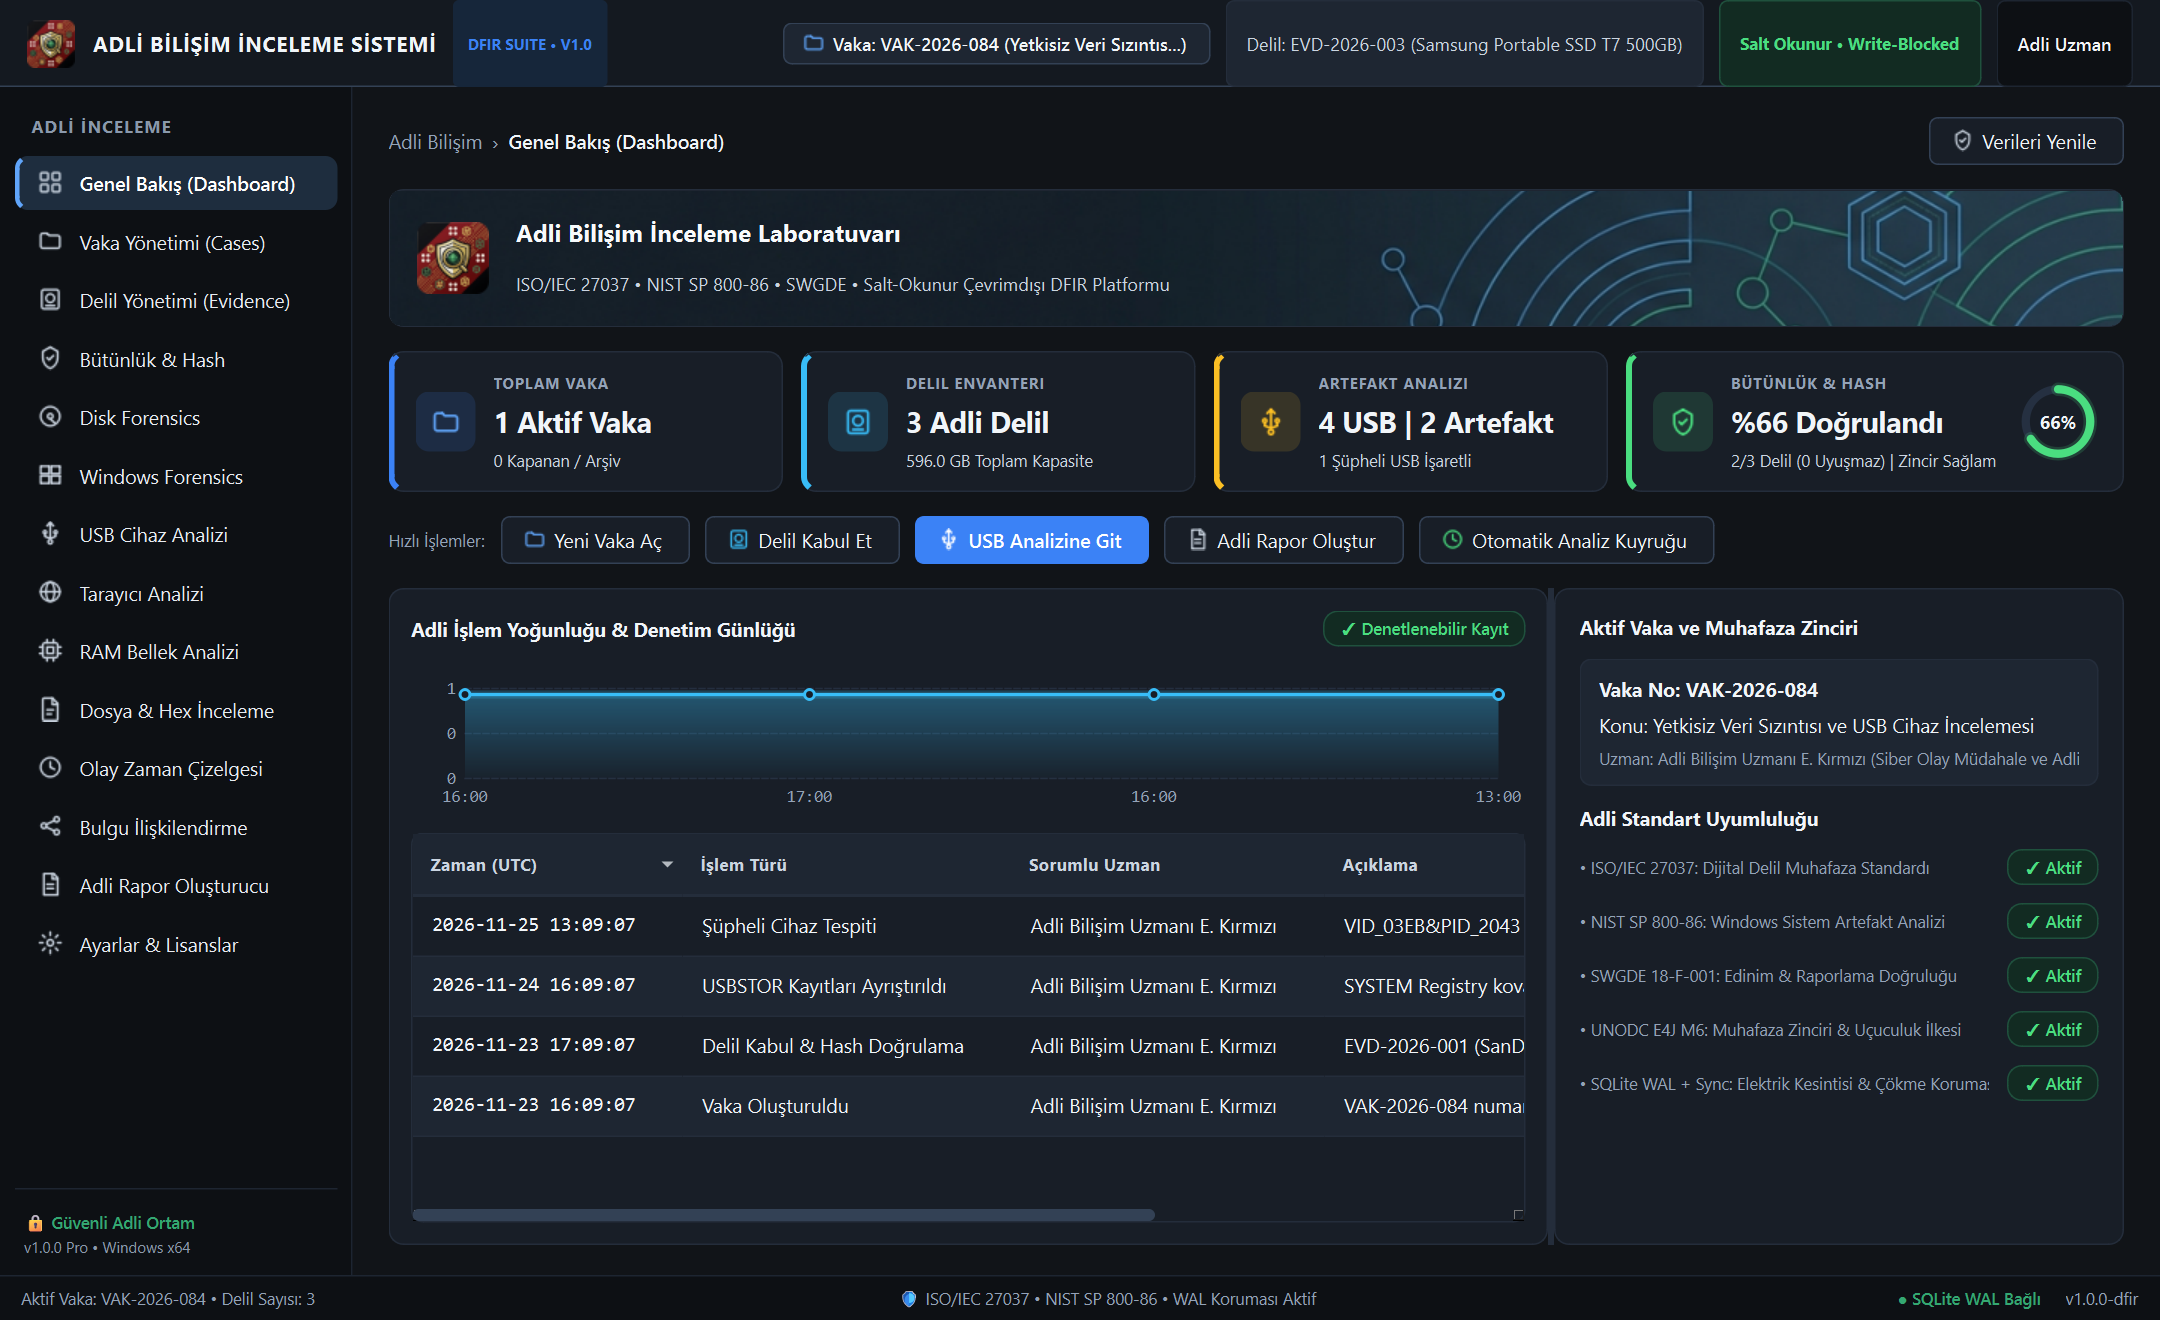 ADLİ BİLİŞİM İNCELEME SİSTEMİ
DFIR SUITE • V1.0
Vaka: VAK-2026-084 (Yetkisiz Veri Sızıntıs...)
Delil: EVD-2026-003 (Samsung Portable SSD T7 500GB)
Salt Okunur • Write-Blocked
Adli Uzman
ADLİ İNCELEME
Genel Bakış (Dashboard)
Vaka Yönetimi (Cases)
Delil Yönetimi (Evidence)
Bütünlük & Hash
Disk Forensics
Windows Forensics
USB Cihaz Analizi
Tarayıcı Analizi
RAM Bellek Analizi
Dosya & Hex İnceleme
Olay Zaman Çizelgesi
Bulgu İlişkilendirme
Adli Rapor Oluşturucu
Ayarlar & Lisanslar
Güvenli Adli Ortam
v1.0.0 Pro • Windows x64
Adli Bilişim › Genel Bakış (Dashboard)
Verileri Yenile
Adli Bilişim İnceleme Laboratuvarı
ISO/IEC 27037 • NIST SP 800-86 • SWGDE • Salt-Okunur Çevrimdışı DFIR Platformu
TOPLAM VAKA
1 Aktif Vaka
0 Kapanan / Arşiv
DELIL ENVANTERI
3 Adli Delil
596.0 GB Toplam Kapasite
ARTEFAKT ANALIZI
4 USB | 2 Artefakt
1 Şüpheli USB İşaretli
BÜTÜNLÜK & HASH
%66 Doğrulandı
2/3 Delil (0 Uyuşmaz) | Zincir Sağlam
66%
Hızlı İşlemler:
Yeni Vaka Aç
Delil Kabul Et
USB Analizine Git
Adli Rapor Oluştur
Otomatik Analiz Kuyruğu
Adli İşlem Yoğunluğu & Denetim Günlüğü
✓ Denetlenebilir Kayıt
1
0
0
16:00 17:00 16:00 13:00
Zaman (UTC) İşlem Türü Sorumlu Uzman Açıklama
2026-11-25 13:09:07 Şüpheli Cihaz Tespiti Adli Bilişim Uzmanı E. Kırmızı VID_03EB&PID_2043
2026-11-24 16:09:07 USBSTOR Kayıtları Ayrıştırıldı Adli Bilişim Uzmanı E. Kırmızı SYSTEM Registry kov
2026-11-23 17:09:07 Delil Kabul & Hash Doğrulama Adli Bilişim Uzmanı E. Kırmızı EVD-2026-001 (SanD
2026-11-23 16:09:07 Vaka Oluşturuldu Adli Bilişim Uzmanı E. Kırmızı VAK-2026-084 numa
Aktif Vaka ve Muhafaza Zinciri
Vaka No: VAK-2026-084
Konu: Yetkisiz Veri Sızıntısı ve USB Cihaz İncelemesi
Uzman: Adli Bilişim Uzmanı E. Kırmızı (Siber Olay Müdahale ve Adli
Adli Standart Uyumluluğu
• ISO/IEC 27037: Dijital Delil Muhafaza Standardı ✓ Aktif
• NIST SP 800-86: Windows Sistem Artefakt Analizi ✓ Aktif
• SWGDE 18-F-001: Edinim & Raporlama Doğruluğu ✓ Aktif
• UNODC E4J M6: Muhafaza Zinciri & Uçuculuk İlkesi ✓ Aktif
• SQLite WAL + Sync: Elektrik Kesintisi & Çökme Koruma ✓ Aktif
Aktif Vaka: VAK-2026-084 • Delil Sayısı: 3
ISO/IEC 27037 • NIST SP 800-86 • WAL Koruması Aktif
● SQLite WAL Bağlı
v1.0.0-dfir